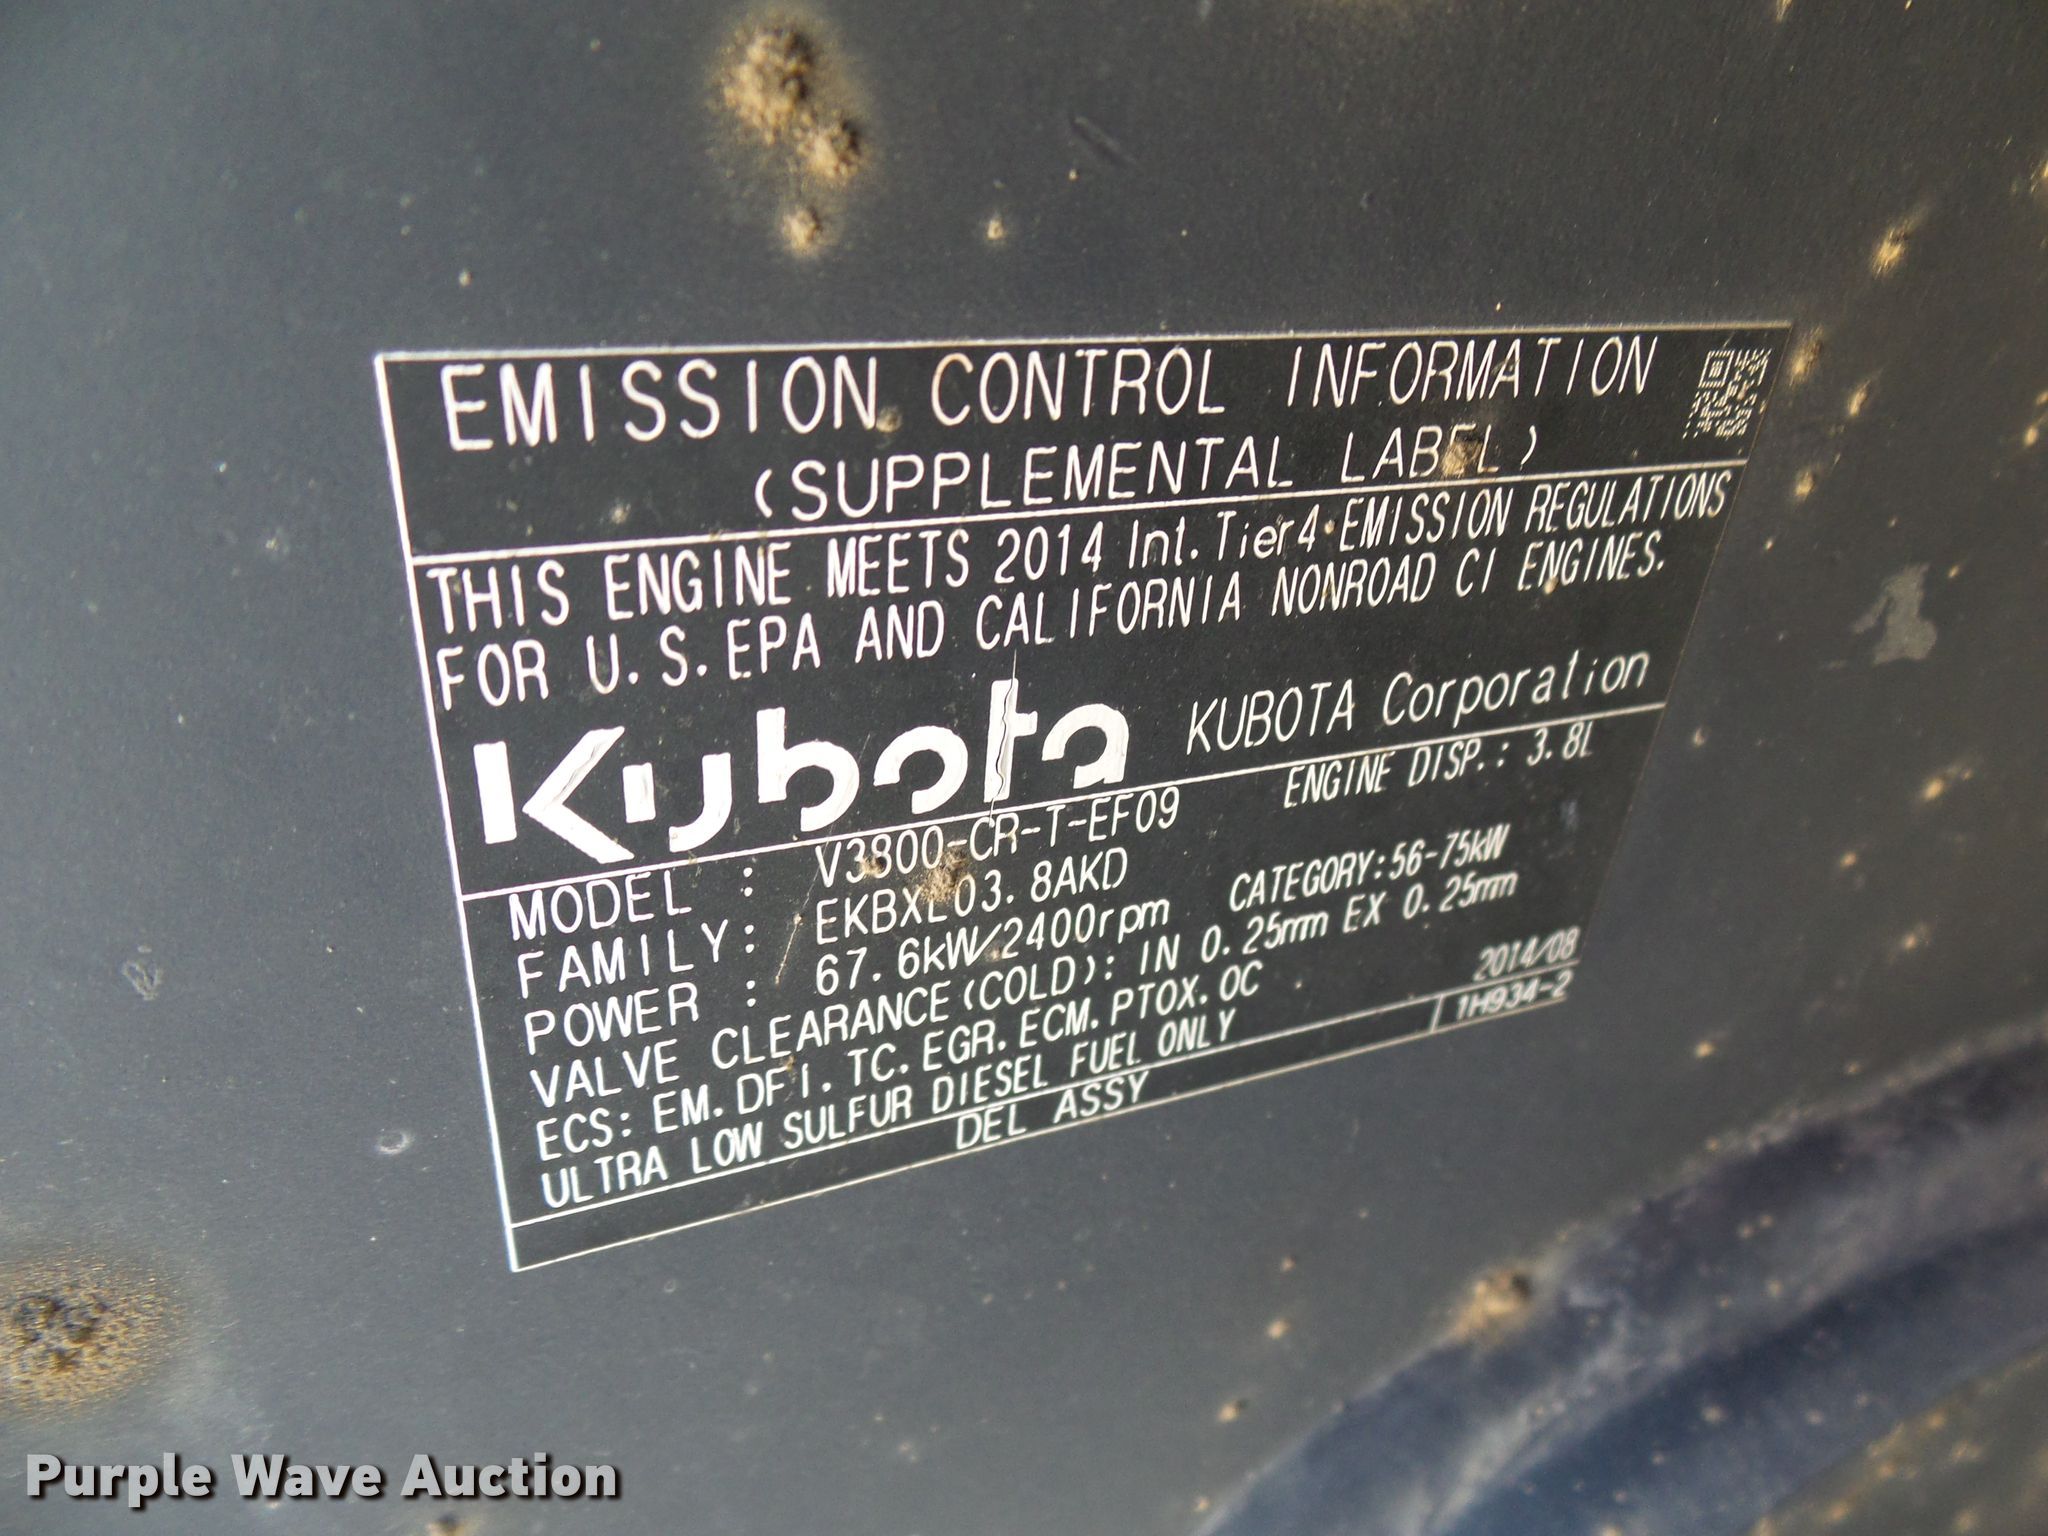 EMISSION CONTROL INFORMATION
(SUPPLEMENTAL LABEL)
THIS ENGINE MEETS 2014 Int. Tier4 EMISSION REGULATIONS
FOR U.S.EPA AND CALIFORNIA NONROAD CI ENGINES.
Kubota KUBOTA Corporation
MODEL : V3800-CR-T-EF09 ENGINE DISP.: 3.8L
FAMILY: EKBXL03.8AKD
POWER : 67.6kW/2400rpm CATEGORY:56-75kW
VALVE CLEARANCE(COLD): IN 0.25mm EX 0.25mm
ECS: EM.DFI.TC.EGR.ECM.PTOX.OC
ULTRA LOW SULFUR DIESEL FUEL ONLY 2014/08
DEL ASSY 1H934-2
Purple Wave Auction